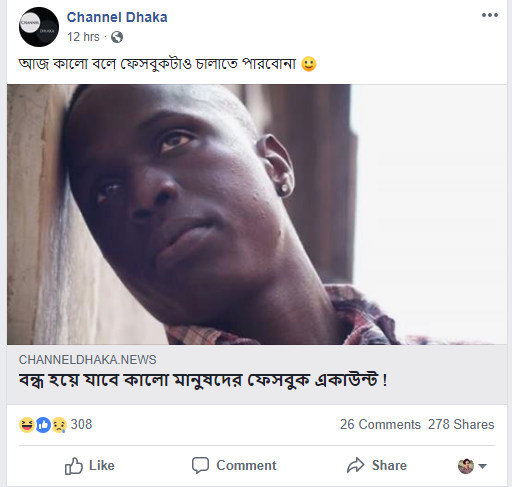 Channel Dhaka
12 hrs ·
আজ কালো বলে ফেসবুকটাও চালাতে পারবোনা 🙂
CHANNELDHAKA.NEWS
বন্ধ হয়ে যাবে কালো মানুষদের ফেসবুক একাউন্ট !
308
26 Comments 278 Shares
Like Comment Share